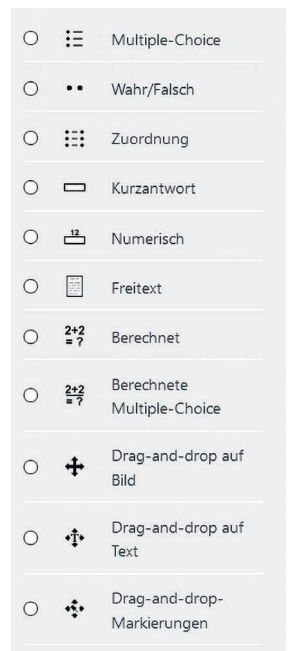 Multiple-Choice
Wahr/Falsch
Zuordnung
Kurzantwort
12
Numerisch
Freitext
2+2
= ?
Berechnet
2+2
= ?
Berechnete
Multiple-Choice
Drag-and-drop auf
Bild
T
Drag-and-drop auf
Text
Drag-and-drop-
Markierungen